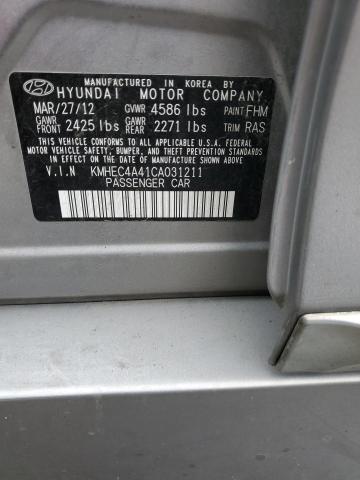 MANUFACTURED IN KOREA BY
HYUNDAI MOTOR COMPANY
MAR/27/12 GVWR 4586 lbs PAINT FHM
GAWR FRONT 2425 lbs GAWR REAR 2271 lbs TRIM RAS
THIS VEHICLE CONFORMS TO ALL APPLICABLE U.S.A. FEDERAL
MOTOR VEHICLE SAFETY, BUMPER, AND THEFT PREVENTION
STANDARDS IN EFFECT ON THE DATE OF MANUFACTURE SHOWN ABOVE.
V.I.N KMHEC4A41CA031211
PASSENGER CAR